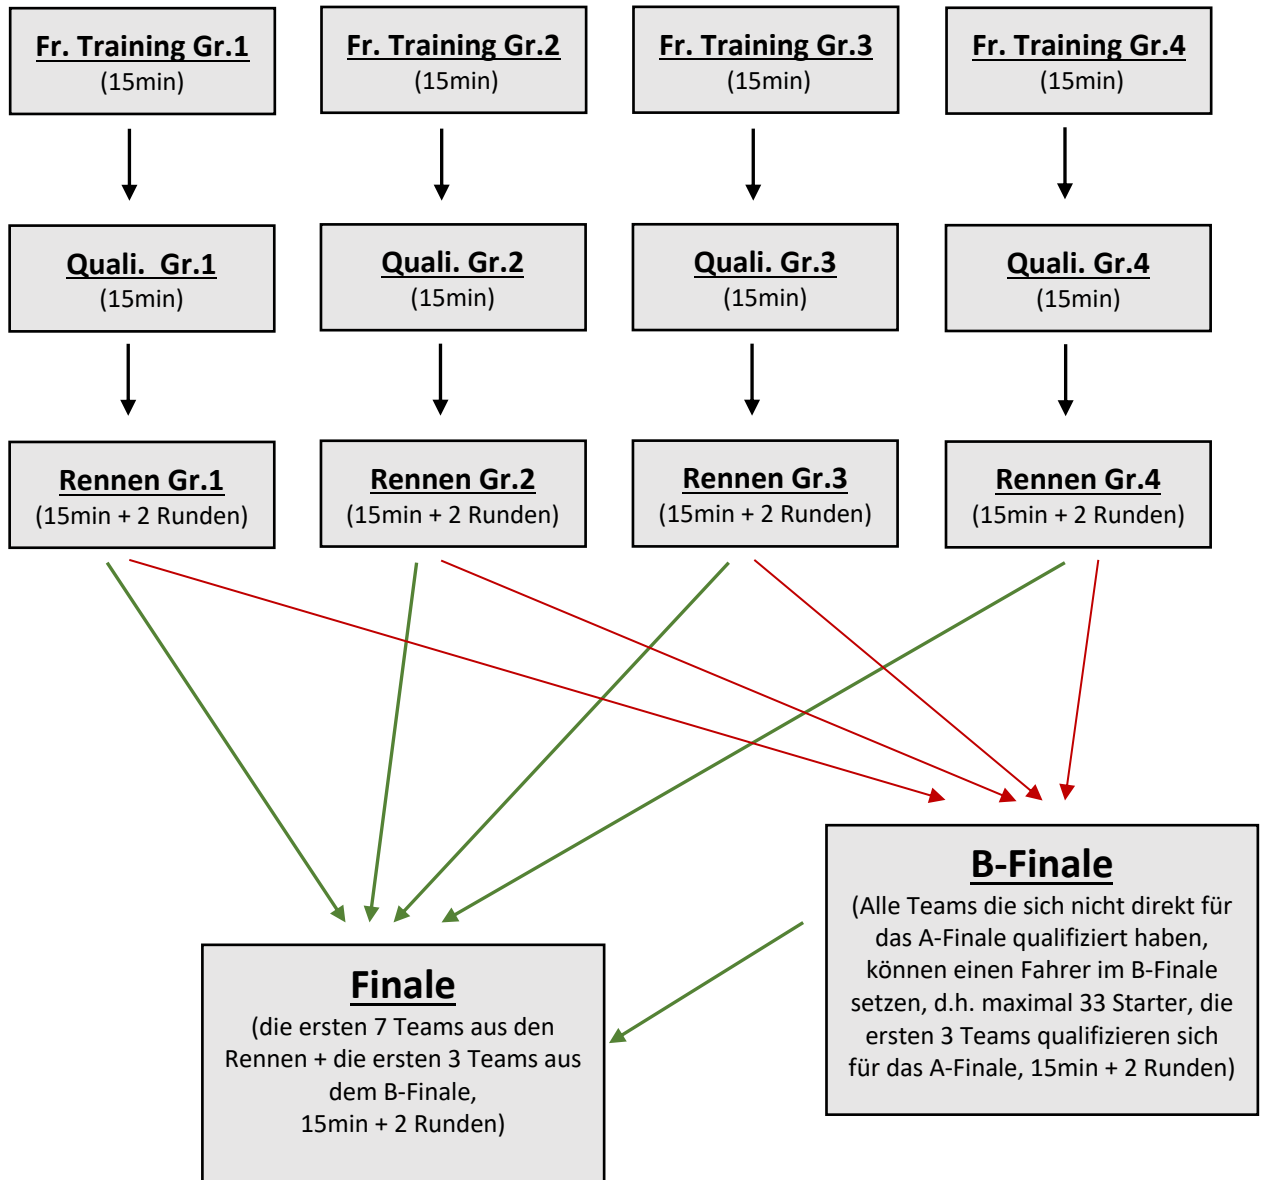 Fr. Training Gr.1
(15min)
Fr. Training Gr.2
(15min)
Fr. Training Gr.3
(15min)
Fr. Training Gr.4
(15min)
Quali.  Gr.1
(15min)
Quali. Gr.2
(15min)
Quali. Gr.3
(15min)
Quali. Gr.4
(15min)
Rennen Gr.1
(15min + 2 Runden)
Rennen Gr.2
(15min + 2 Runden)
Rennen Gr.3
(15min + 2 Runden)
Rennen Gr.4
(15min + 2 Runden)
B-Finale
(Alle Teams die sich nicht direkt für
das A-Finale qualifiziert haben,
können einen Fahrer im B-Finale
setzen, d.h. maximal 33 Starter, die
ersten 3 Teams qualifizieren sich
für das A-Finale, 15min + 2 Runden)
Finale
(die ersten 7 Teams aus den
Rennen + die ersten 3 Teams aus
dem B-Finale,
15min + 2 Runden)